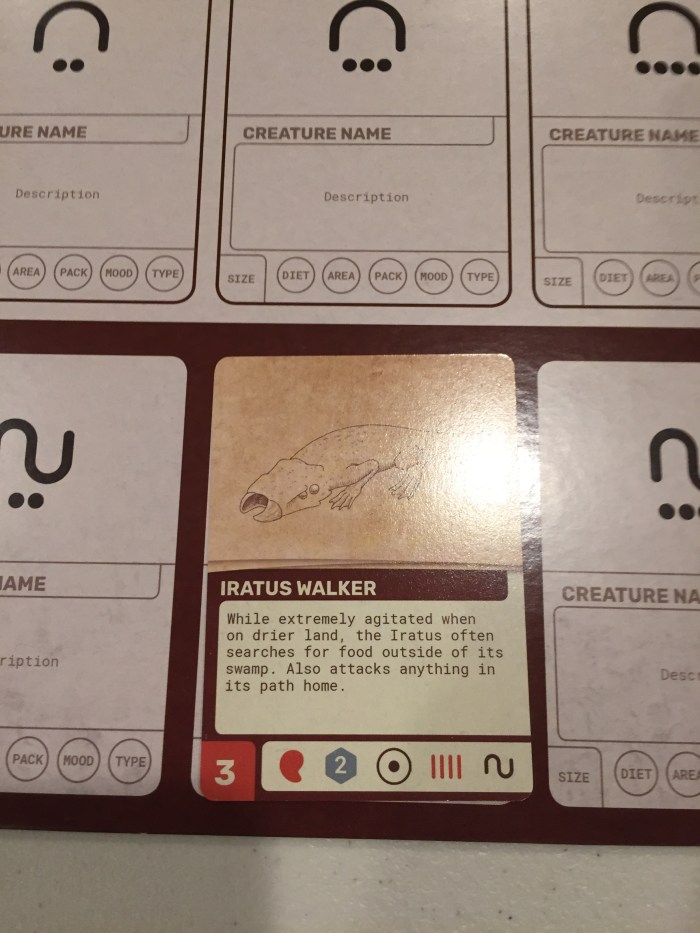 URE NAME
Description
AREA PACK MOOD TYPE
CREATURE NAME
Description
SIZE DIET AREA PACK MOOD TYPE
CREATURE NAME
Descript
SIZE DIET AREA P
NAME
ription
PACK MOOD TYPE
IRATUS WALKER
While extremely agitated when
on drier land, the Iratus often
searches for food outside of its
swamp. Also attacks anything in
its path home.
3 2
CREATURE NA
Descr
SIZE DIET AREA